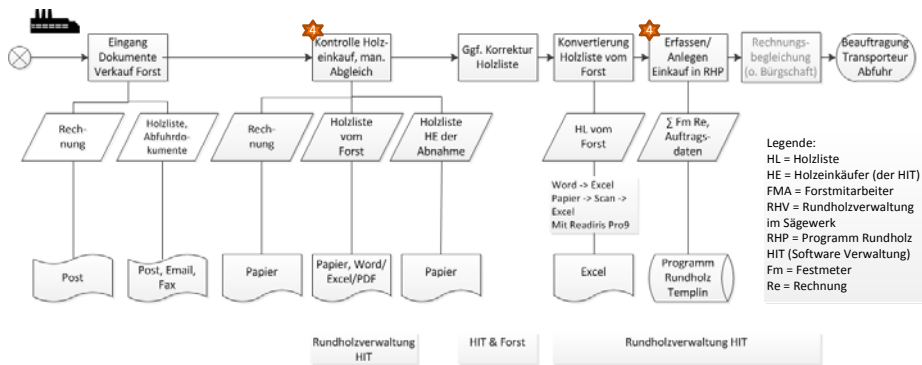 Eingang
Dokumente
Verkauf Forst
4
Kontrolle Holz-
einkauf, man.
Abgleich
Ggf. Korrektur
Holzliste
Konvertierung
Holzliste vom
Forst
4
Erfassen/
Anlegen
Einkauf in RHP
Rechnungs-
begleichung
(o. Bürgschaft)
Beauftragung
Transporteur
Abfuhr
Rech-
nung
Holzliste,
Abfuhrdo-
kumente
Rech-
nung
Holzliste
vom
Forst
Holzliste
HE der
Abnahme
HL vom
Forst
∑ Fm Re,
Auftrags-
daten
Word -> Excel
Papier -> Scan ->
Excel
Mit Readiris Pro9
Post
Post, Email,
Fax
Papier
Papier, Word/
Excel/PDF
Papier
Excel
Programm
Rundholz
Templin
Legende:
HL = Holzliste
HE = Holzeinkäufer (der HIT)
FMA = Forstmitarbeiter
RHV = Rundholzverwaltung
im Sägewerk
RHP = Programm Rundholz
HIT (Software Verwaltung)
Fm = Festmeter
Re = Rechnung
Rundholzverwaltung
HIT
HIT & Forst
Rundholzverwaltung HIT